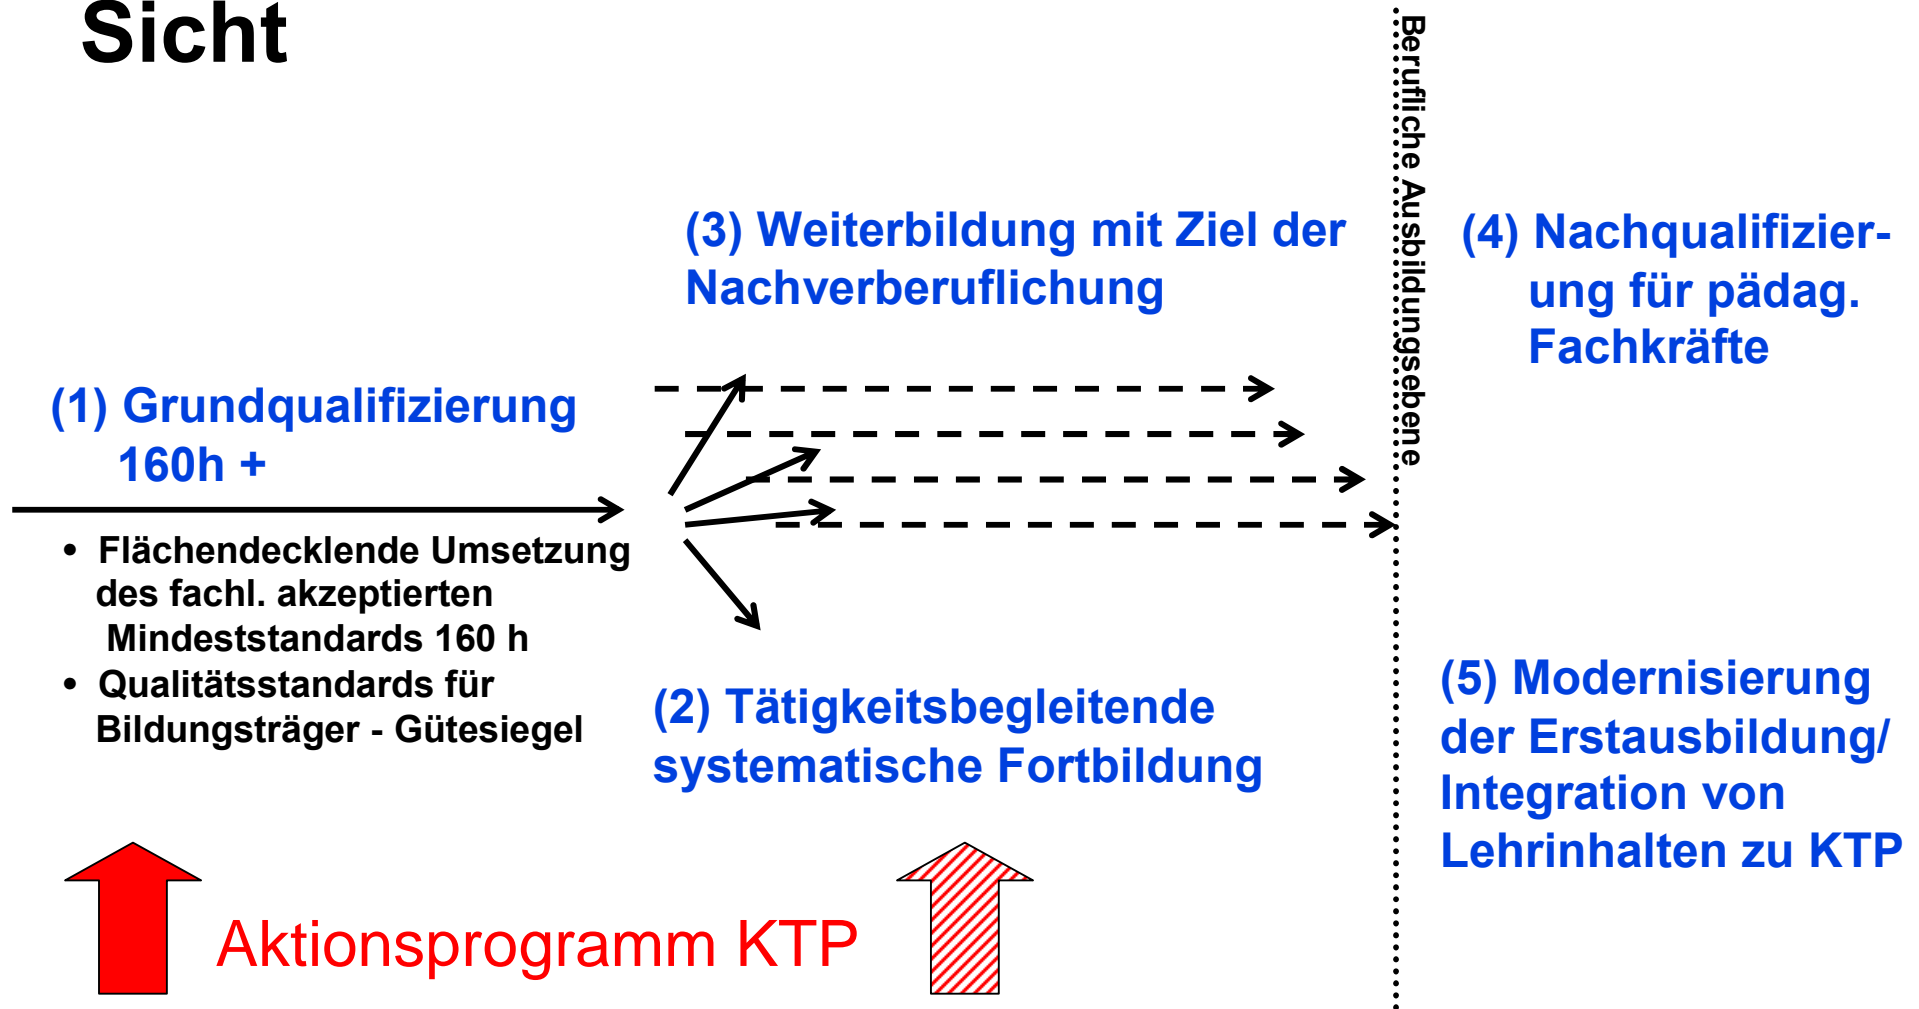 Sicht
Berufliche Ausbildungsebene
(3) Weiterbildung mit Ziel der
Nachverberuflichung
(4) Nachqualifizier-
ung für pädag.
Fachkräfte
(1) Grundqualifizierung
160h +
• Flächendecklende Umsetzung
des fachl. akzeptierten
Mindeststandards 160 h
• Qualitätsstandards für
Bildungsträger - Gütesiegel
(2) Tätigkeitsbegleitende
systematische Fortbildung
(5) Modernisierung
der Erstausbildung/
Integration von
Lehrinhalten zu KTP
Aktionsprogramm KTP